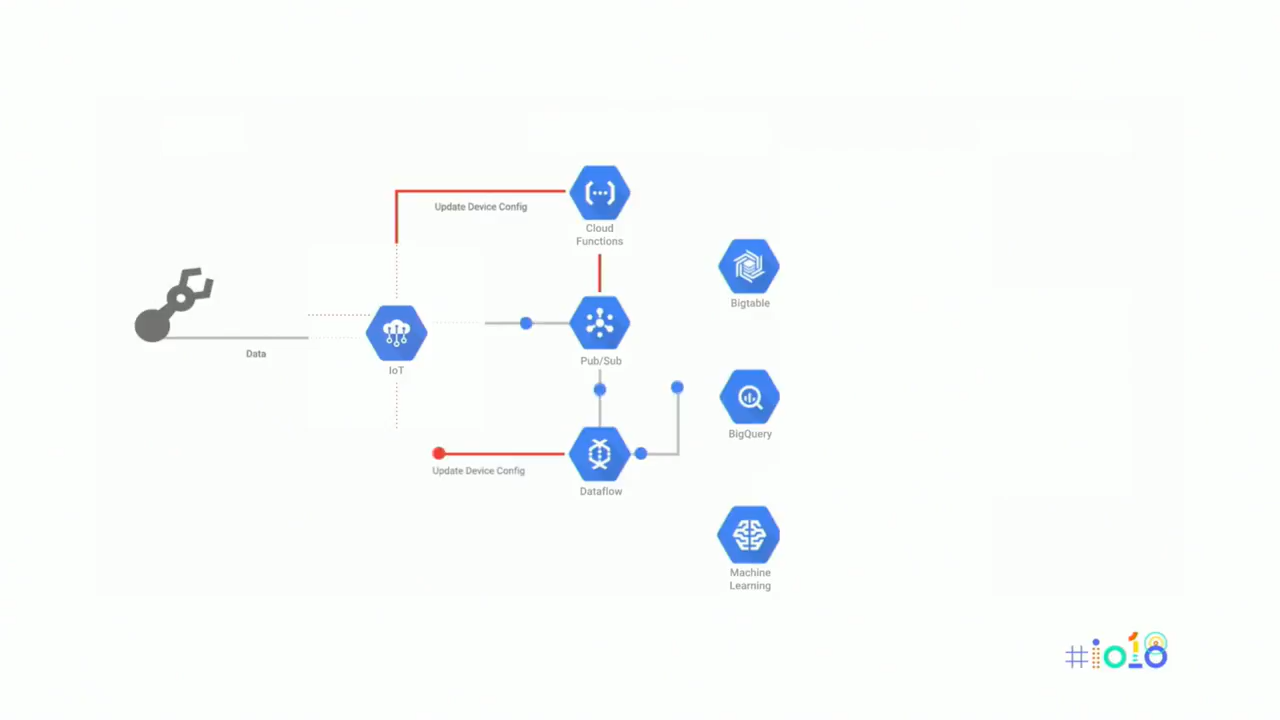 Update Device Config
Cloud
Functions
Bigtable
Data
IoT
Pub/Sub
BigQuery
Update Device Config
Dataflow
Machine
Learning
#io18